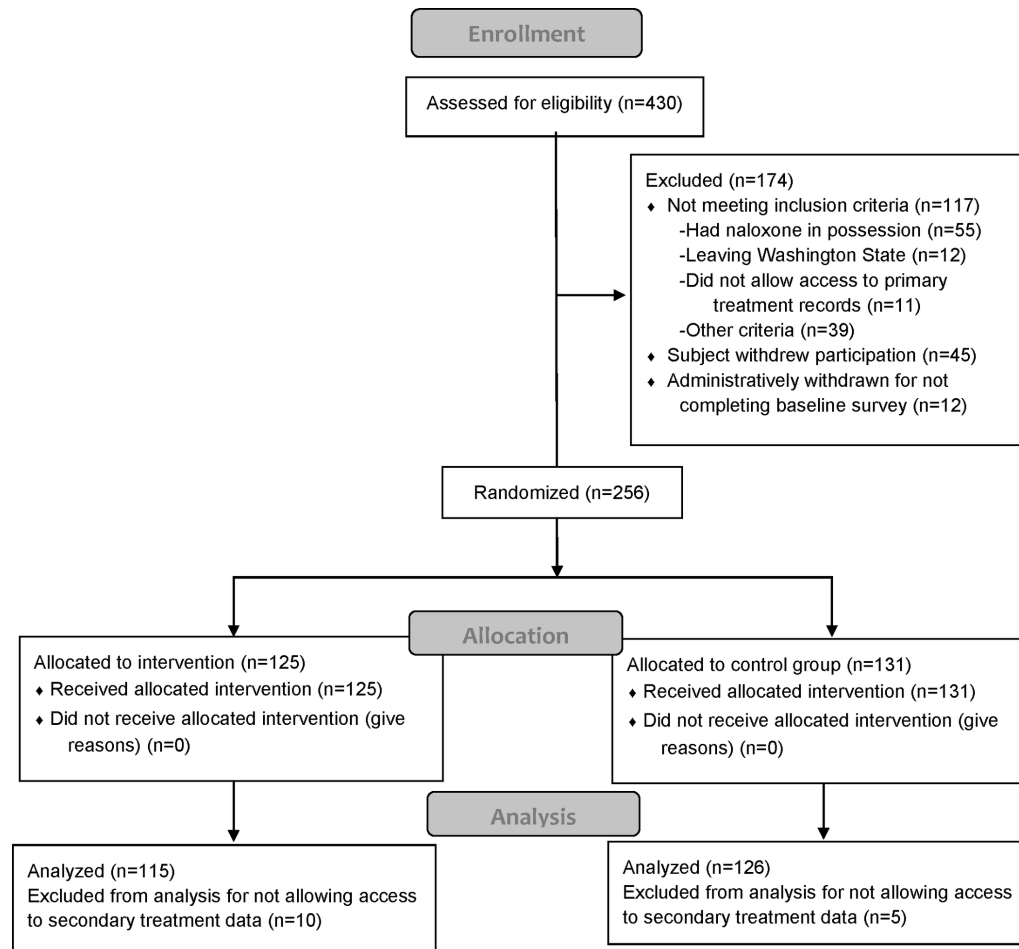 Enrollment
Assessed for eligibility (n=430)
Excluded (n=174)
♦ Not meeting inclusion criteria (n=117)
-Had naloxone in possession (n=55)
-Leaving Washington State (n=12)
-Did not allow access to primary
treatment records (n=11)
-Other criteria (n=39)
♦ Subject withdrew participation (n=45)
♦ Administratively withdrawn for not
completing baseline survey (n=12)
Randomized (n=256)
Allocation
Allocated to intervention (n=125)
♦ Received allocated intervention (n=125)
♦ Did not receive allocated intervention (give
reasons) (n=0)
Allocated to control group (n=131)
♦ Received allocated intervention (n=131)
♦ Did not receive allocated intervention (give
reasons) (n=0)
Analysis
Analyzed (n=115)
Excluded from analysis for not allowing access
to secondary treatment data (n=10)
Analyzed (n=126)
Excluded from analysis for not allowing access
to secondary treatment data (n=5)